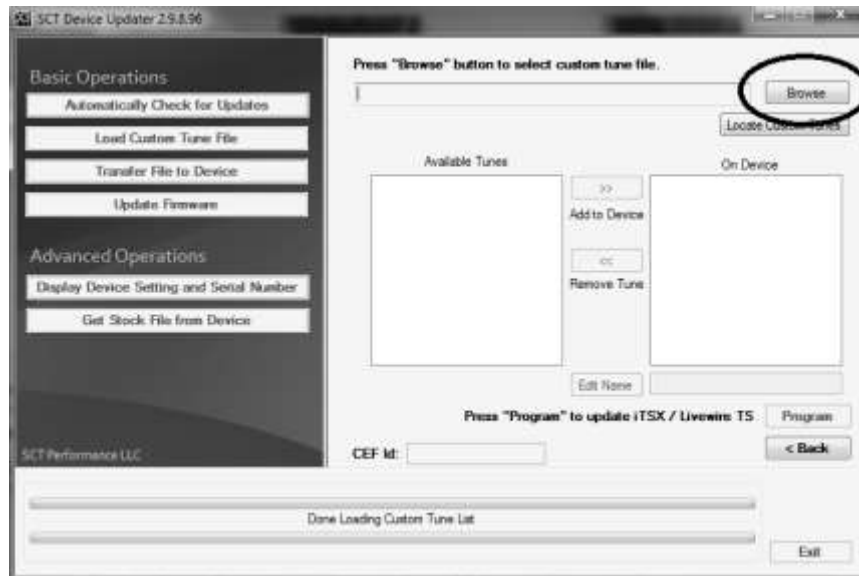 SCT Device Updater 2.9.8.96
Basic Operations
Automatically Check for Updates
Load Custom Tune File
Transfer File to Device
Update Firmware
Advanced Operations
Display Device Setting and Serial Number
Get Stock File from Device
SCT Performance LLC
Press "Browse" button to select custom tune file.
Browse
Locate Custom Tunes
Available Tunes
On Device
>>
Add to Device
<<
Remove Tune
Edit Name
Press "Program" to update iTSX / Livewire TS
Program
CEF Id:
< Back
Done Loading Custom Tune List
Exit